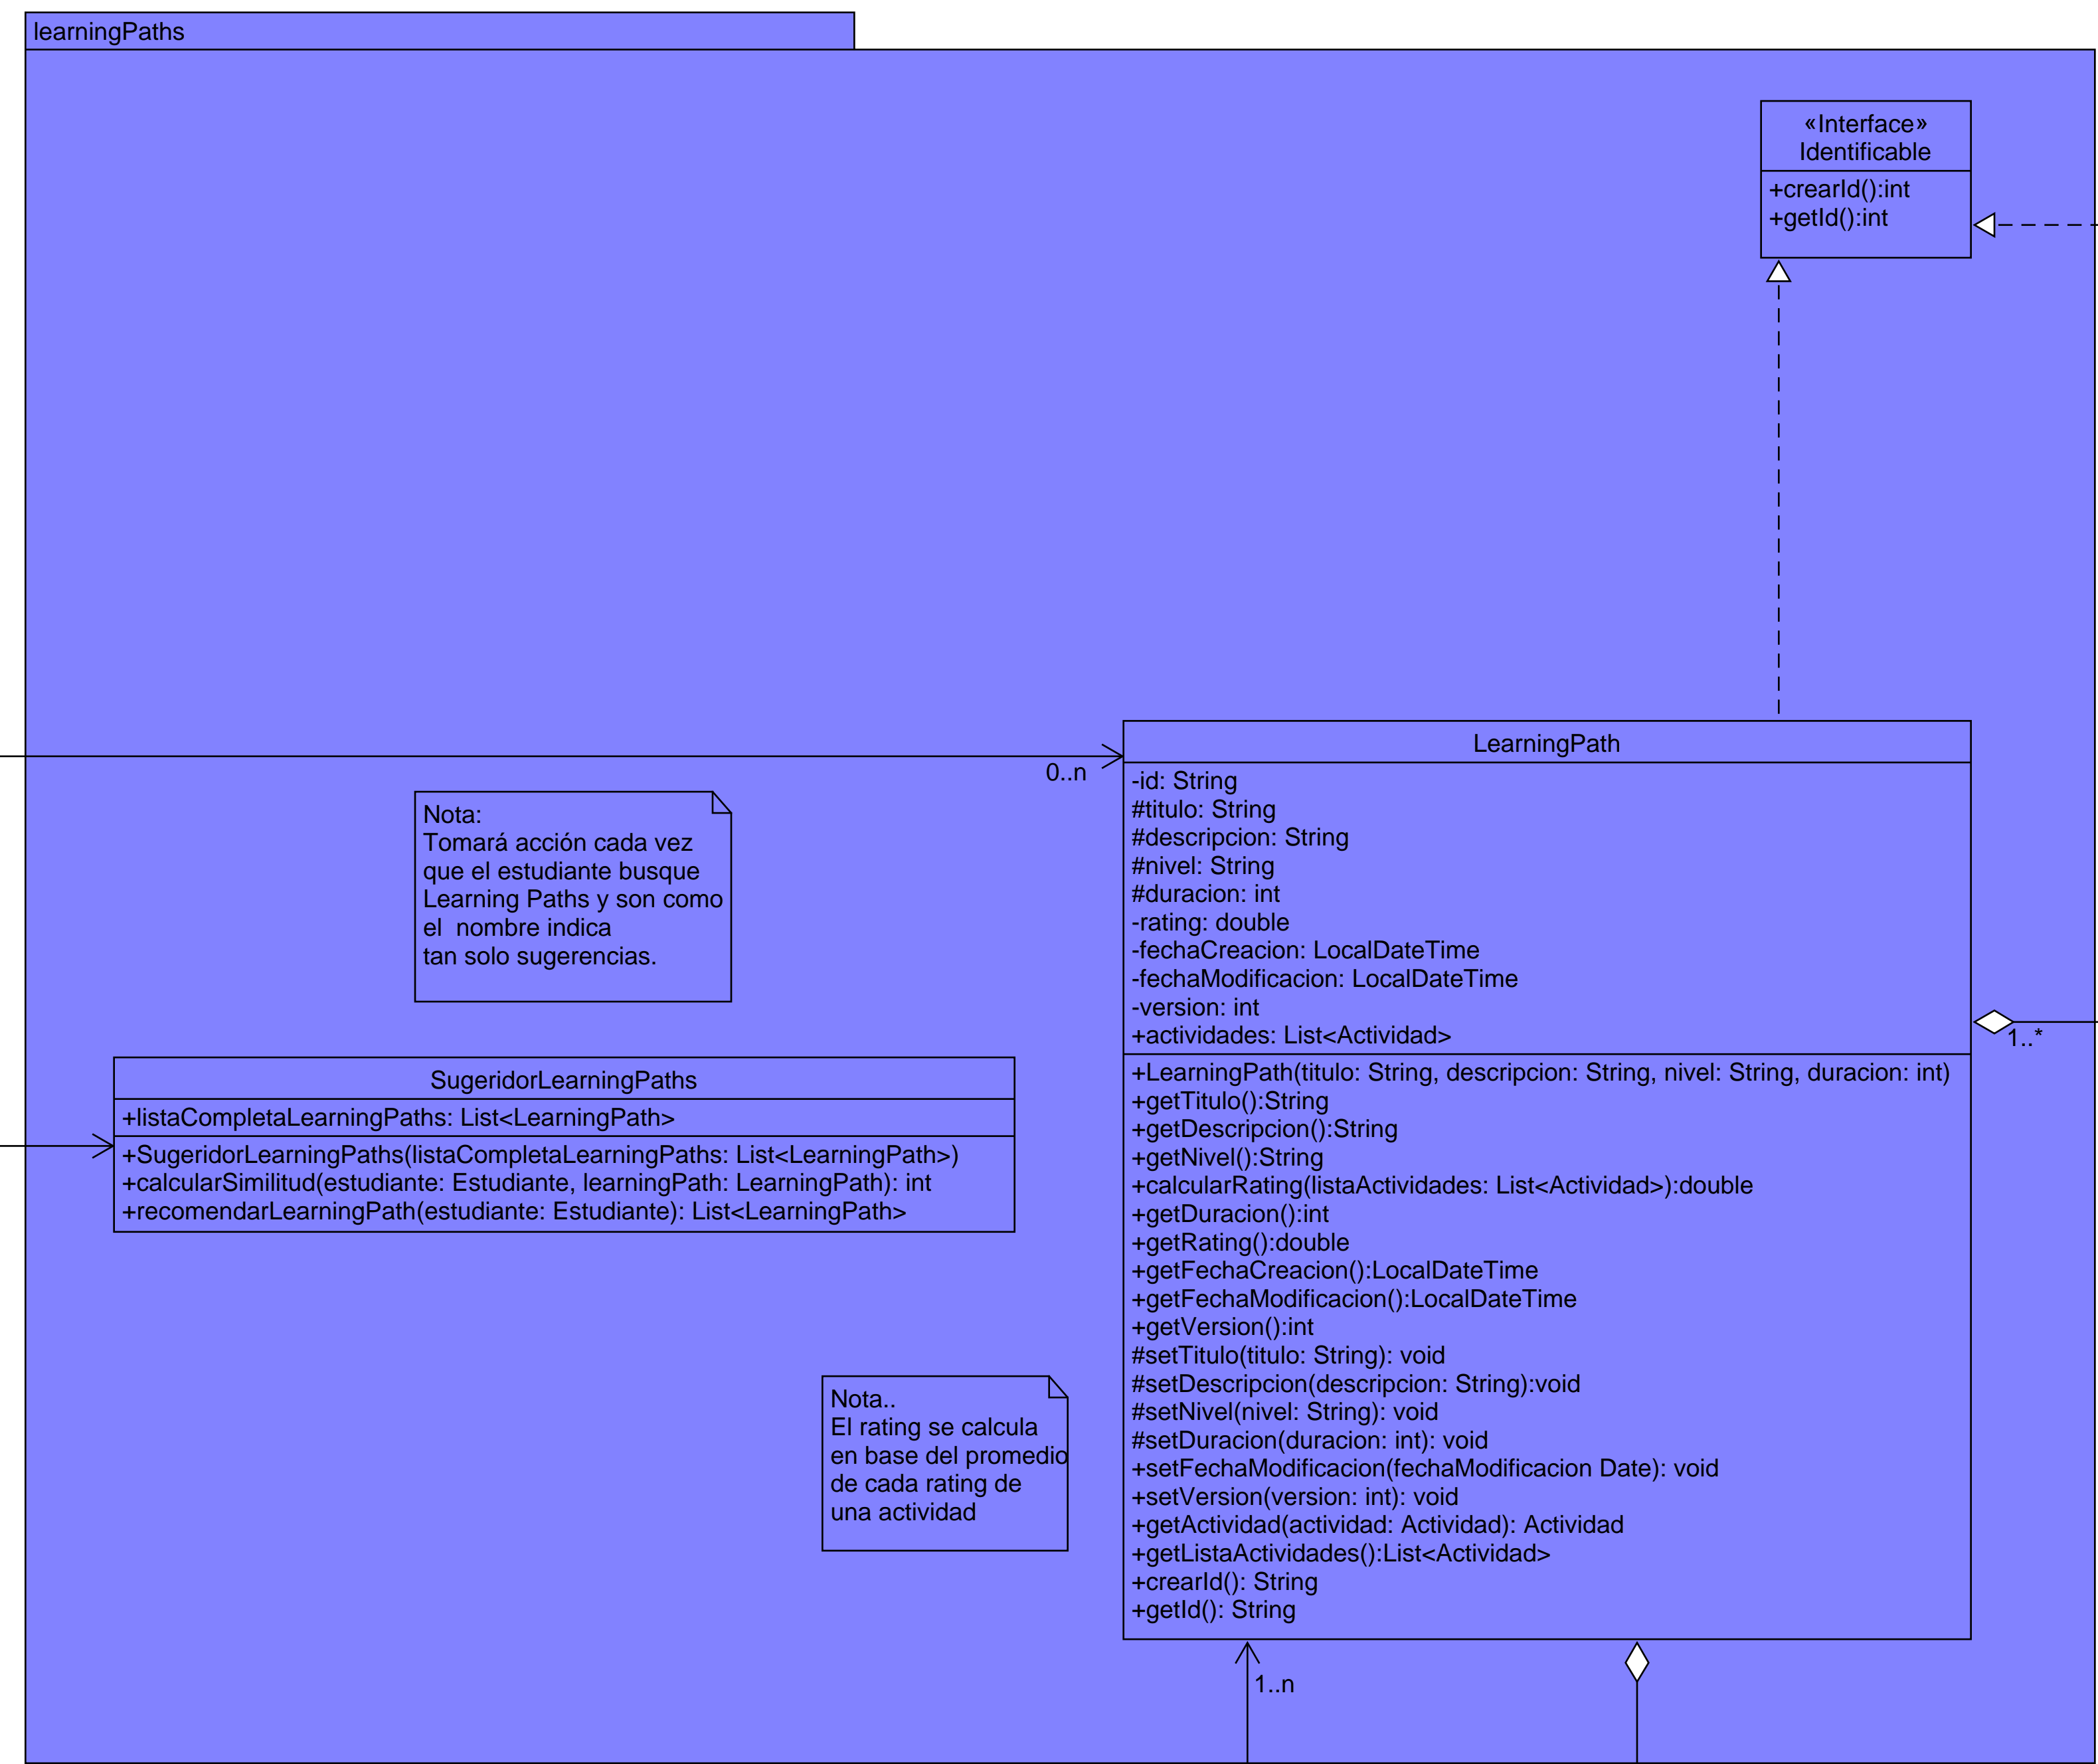 learningPaths
«Interface»
Identificable
+crearId():int
+getId():int
0..n
Nota:
Tomará acción cada vez
que el estudiante busque
Learning Paths y son como
el  nombre indica
tan solo sugerencias.
SugeridorLearningPaths
+listaCompletaLearningPaths: List<LearningPath>
+SugeridorLearningPaths(listaCompletaLearningPaths: List<LearningPath>)
+calcularSimilitud(estudiante: Estudiante, learningPath: LearningPath): int
+recomendarLearningPath(estudiante: Estudiante): List<LearningPath>
Nota..
El rating se calcula
en base del promedio
de cada rating de
una actividad
LearningPath
-id: String
#titulo: String
#descripcion: String
#nivel: String
#duracion: int
-rating: double
-fechaCreacion: LocalDateTime
-fechaModificacion: LocalDateTime
-version: int
+actividades: List<Actividad>
+LearningPath(titulo: String, descripcion: String, nivel: String, duracion: int)
+getTitulo():String
+getDescripcion():String
+getNivel():String
+calcularRating(listaActividades: List<Actividad>):double
+getDuracion():int
+getRating():double
+getFechaCreacion():LocalDateTime
+getFechaModificacion():LocalDateTime
+getVersion():int
#setTitulo(titulo: String): void
#setDescripcion(descripcion: String):void
#setNivel(nivel: String): void
#setDuracion(duracion: int): void
+setFechaModificacion(fechaModificacion Date): void
+setVersion(version: int): void
+getActividad(actividad: Actividad): Actividad
+getListaActividades():List<Actividad>
+crearId(): String
+getId(): String
1..*
1..n